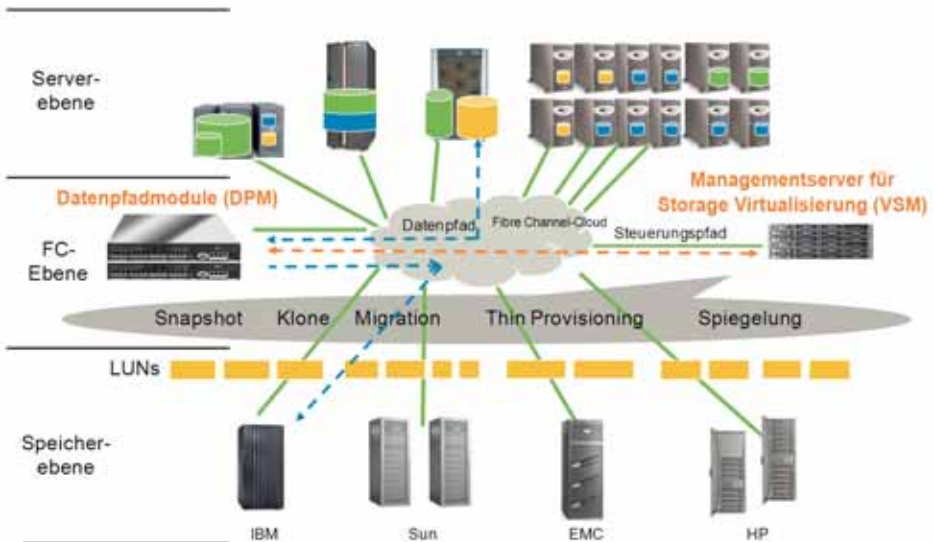 Server-
ebene
Datenpfadmodule (DPM)
Managementserver für
Storage Virtualisierung (VSM)
Datenpfad
Fibre Channel-Cloud
Steuerungspfad
FC-
Ebene
Snapshot Klone Migration Thin Provisioning Spiegelung
LUNs
Speicher-
ebene
IBM Sun EMC HP